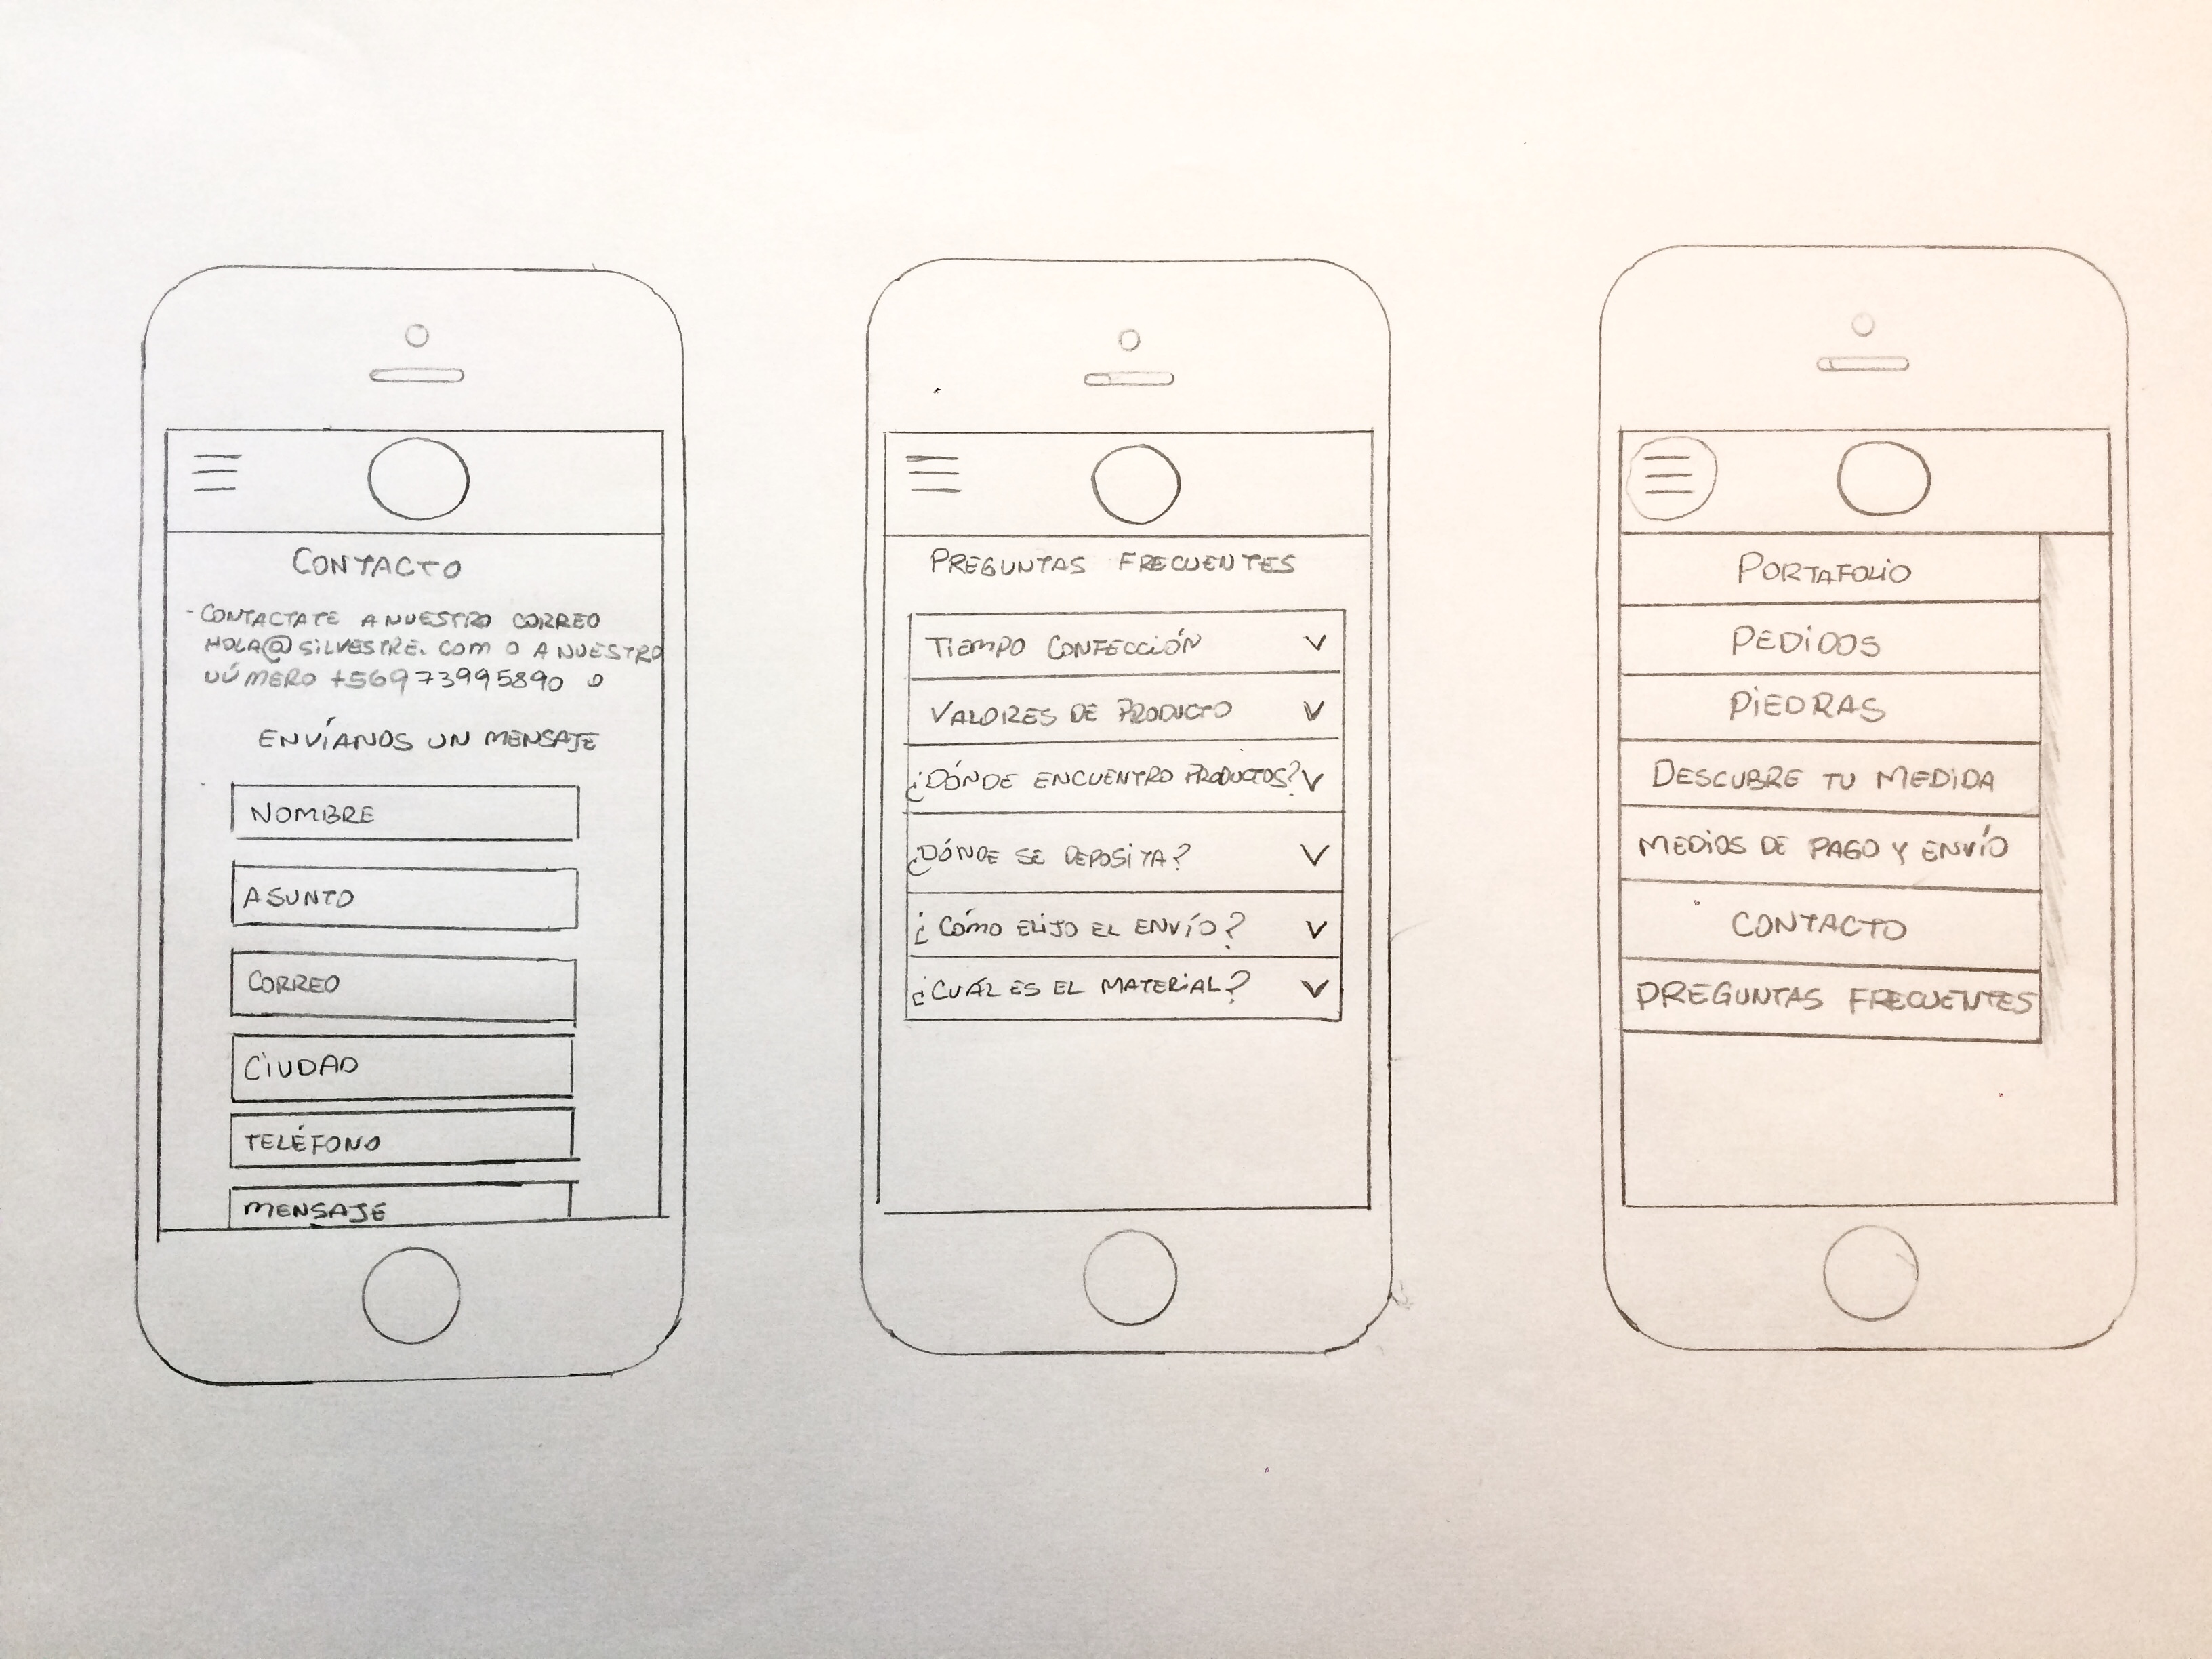 CONTACTO
- CONTACTATE A NUESTRO CORREO
HOLA@SILVESTRE.COM O A NUESTRO
NÚMERO +56973995890 O
ENVÍANOS UN MENSAJE
NOMBRE
ASUNTO
CORREO
CIUDAD
TELÉFONO
MENSAJE
PREGUNTAS FRECUENTES
TIEMPO CONFECCIÓN
VALORES DE PRODUCTO
¿DÓNDE ENCUENTRO PRODUCTOS?
¿DÓNDE SE DEPOSITA?
¿CÓMO ELIJO EL ENVÍO?
¿CUÁL ES EL MATERIAL?
PORTAFOLIO
PEDIDOS
PIEDRAS
DESCUBRE TU MEDIDA
MEDIOS DE PAGO Y ENVÍO
CONTACTO
PREGUNTAS FRECUENTES